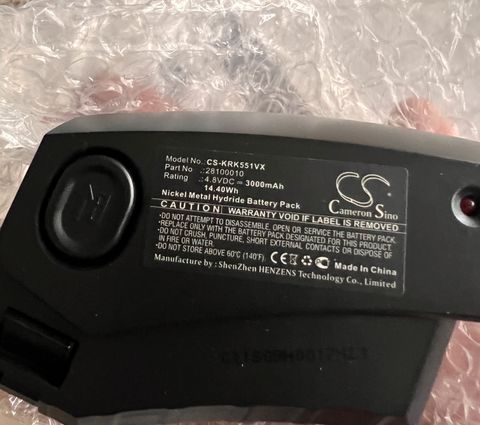 Model No.: CS-KRK551VX
Part No :28100010
Rating :4.8VDC ⎓ 3000mAh
14.40Wh
Nickel Metal Hydride Battery Pack
CS
Cameron Sino
WARRANTY VOID IF LABEL IS REMOVED
•DO NOT ATTEMPT TO DISASSEMBLE, OPEN OR SERVICE THE BATTERY.
•REPLACE ONLY WITH THE BATTERY PACK DESIGNATED FOR THIS PRODUCT.
•DO NOT CRUSH, PUNCTURE, SHORT EXTERNAL CONTACTS OR DISPOSE OF
IN FIRE OR WATER.
•DO NOT STORE ABOVE 60°C (140°F). CE Made In China
Manufacture by : ShenZhen HENZENS Technology Co., Limited